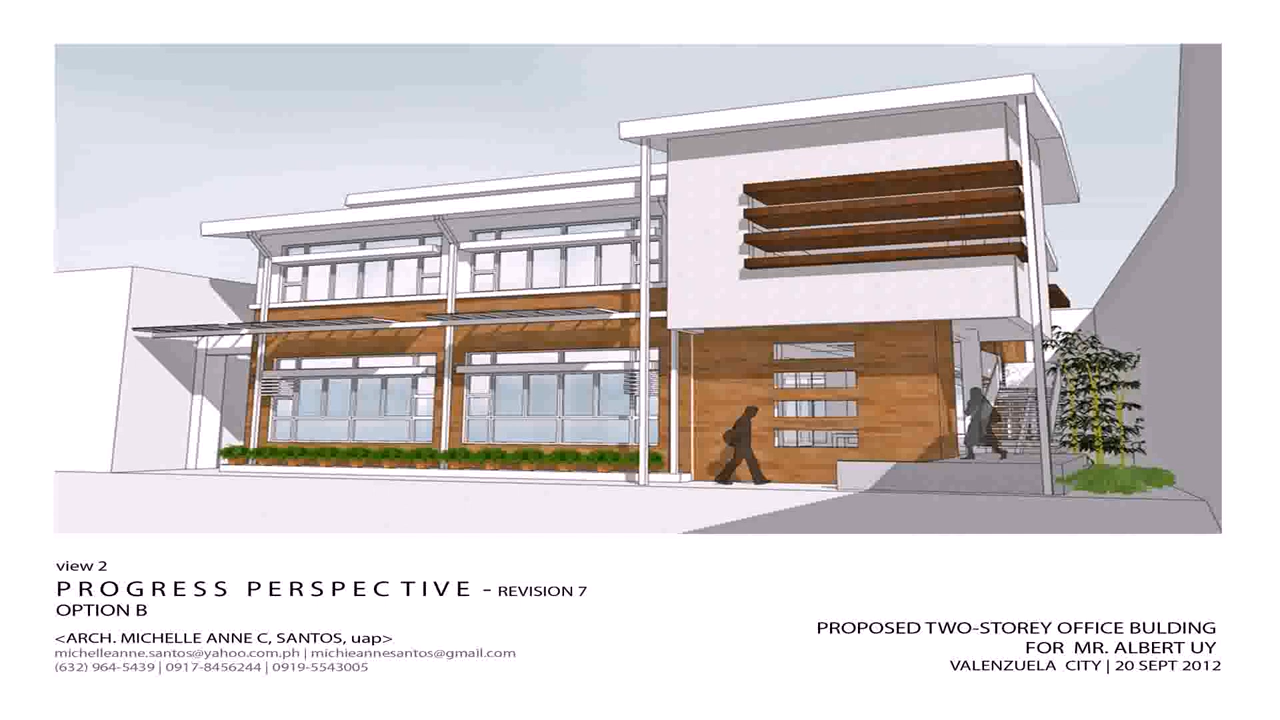 view 2
PROGRESS PERSPECTIVE - REVISION 7
OPTION B
<ARCH. MICHELLE ANNE C, SANTOS, uap>
michelleanne.santos@yahoo.com.ph | michieannesantos@gmail.com
(632) 964-5439 | 0917-8456244 | 0919-5543005
PROPOSED TWO-STOREY OFFICE BULDING
FOR MR. ALBERT UY
VALENZUELA CITY | 20 SEPT 2012